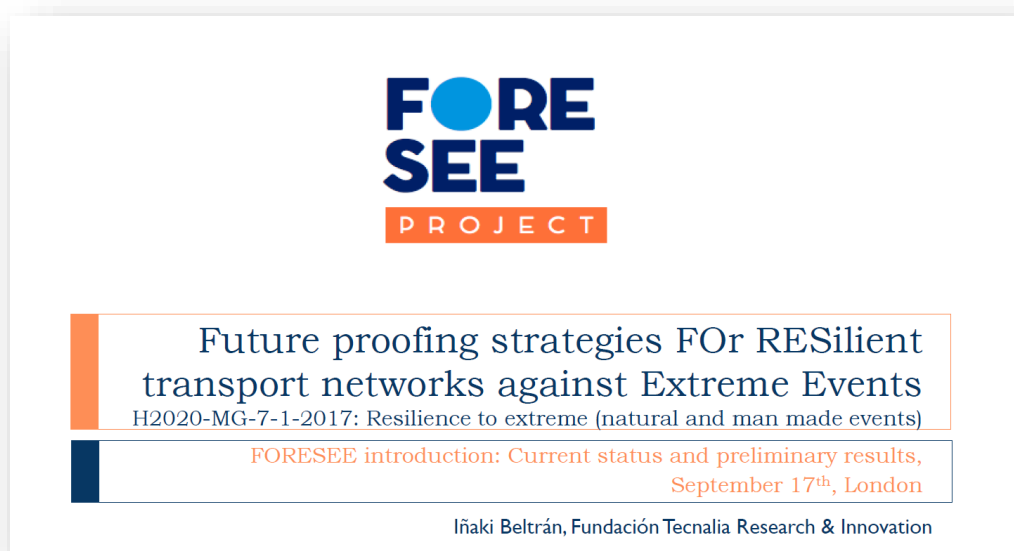 FORE
SEE
PROJECT
Future proofing strategies FOr RESilient
transport networks against Extreme Events
H2020-MG-7-1-2017: Resilience to extreme (natural and man made events)
FORESEE introduction: Current status and preliminary results,
September 17th, London
Iñaki Beltrán, Fundación Tecnalia Research & Innovation